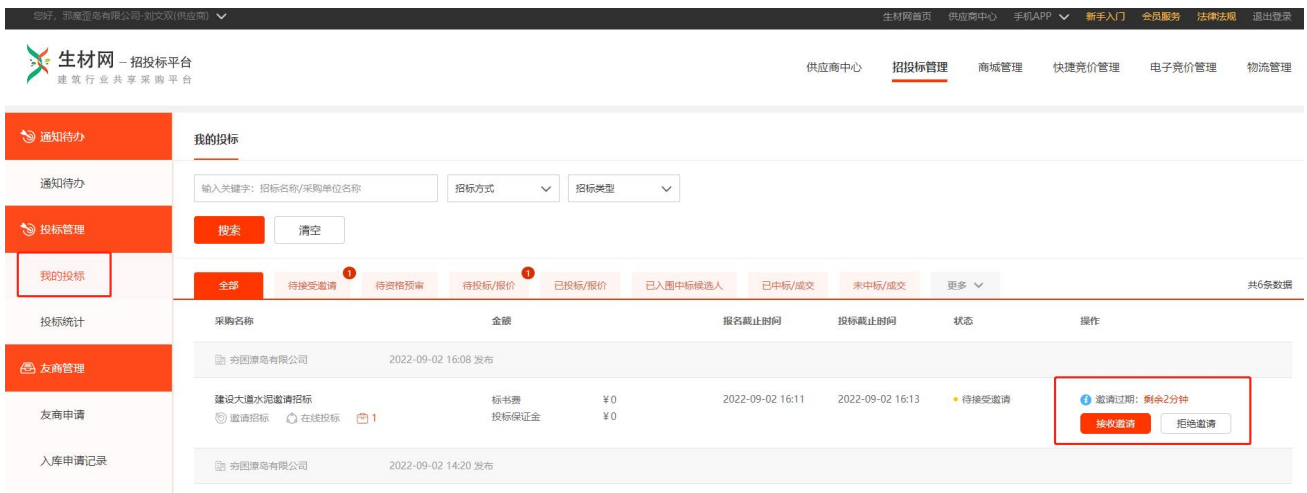 您好，邪魔歪岛有限公司-刘文双(供应商)
生材网首页 供应商中心 手机APP 新手入门 会员服务 法律法规 退出登录
生材网 – 招投标平台
建筑行业共享采购平台
供应商中心 招投标管理 商城管理 快捷竞价管理 电子竞价管理 物流管理
通知待办
通知待办
投标管理
我的投标
投标统计
友商管理
友商申请
入库申请记录
我的投标
输入关键字：招标名称/采购单位名称 招标方式 招标类型
搜索 清空
全部 待接受邀请 1 待资格预审 待投标/报价 1 已投标/报价 已入围中标候选人 已中标/成交 未中标/成交 更多 共6条数据
采购名称 金额 报名截止时间 投标截止时间 状态 操作
穷困潦岛有限公司 2022-09-02 16:08 发布
建设大道水泥邀请招标 标书费 ¥0 2022-09-02 16:11 2022-09-02 16:13 待接受邀请 邀请过期：剩余2分钟
邀请招标 在线投标 1 投标保证金 ¥0 接收邀请 拒绝邀请
穷困潦岛有限公司 2022-09-02 14:20 发布